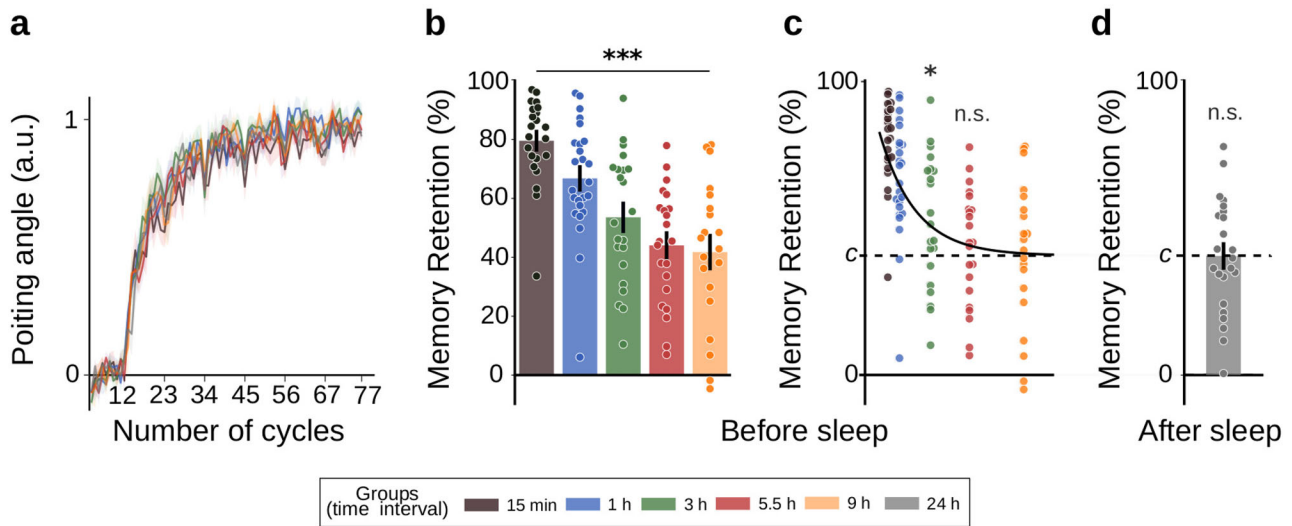 a
b
c
d
Poiting angle (a.u.)
1
0
12 23 34 45 56 67 77
Number of cycles
Memory Retention (%)
100
80
60
40
20
0
***
Memory Retention (%)
100
C
0
*
n.s.
Before sleep
Memory Retention (%)
100
C
0
n.s.
After sleep
Groups
(time interval)
15 min
1 h
3 h
5.5 h
9 h
24 h